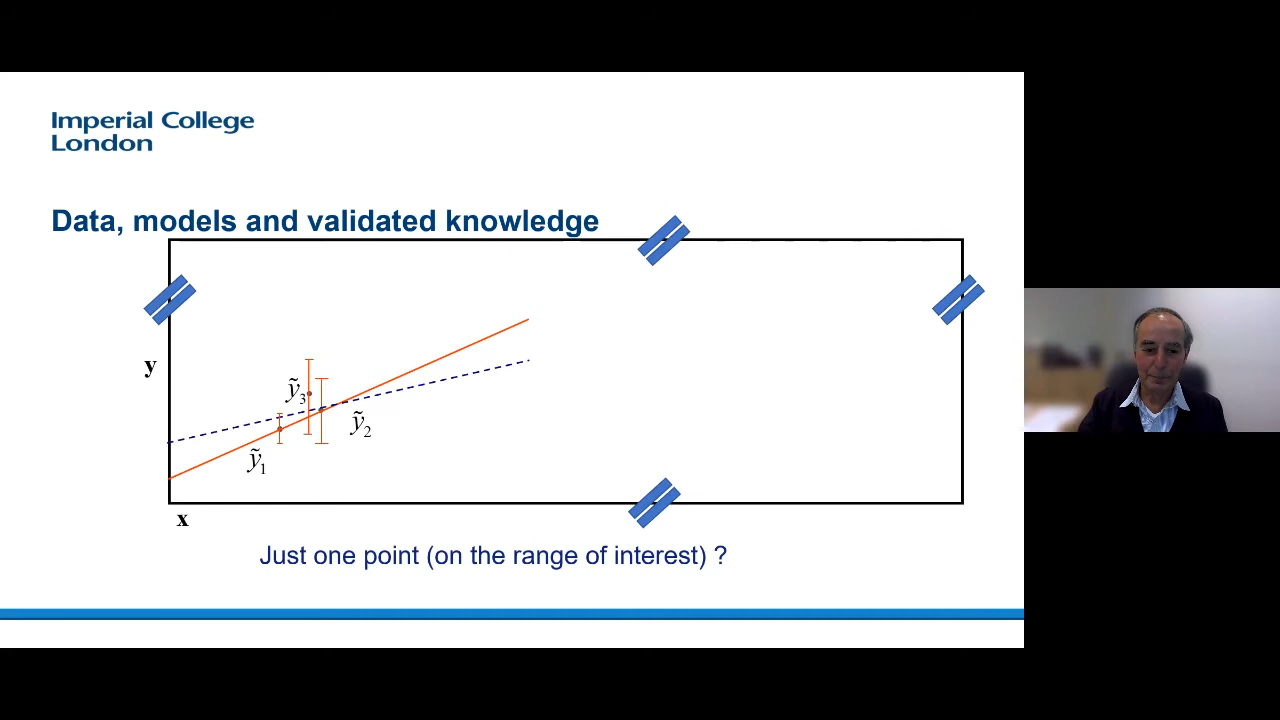 Imperial College
London
Data, models and validated knowledge
y
ỹ3
ỹ2
ỹ1
x
Just one point (on the range of interest) ?